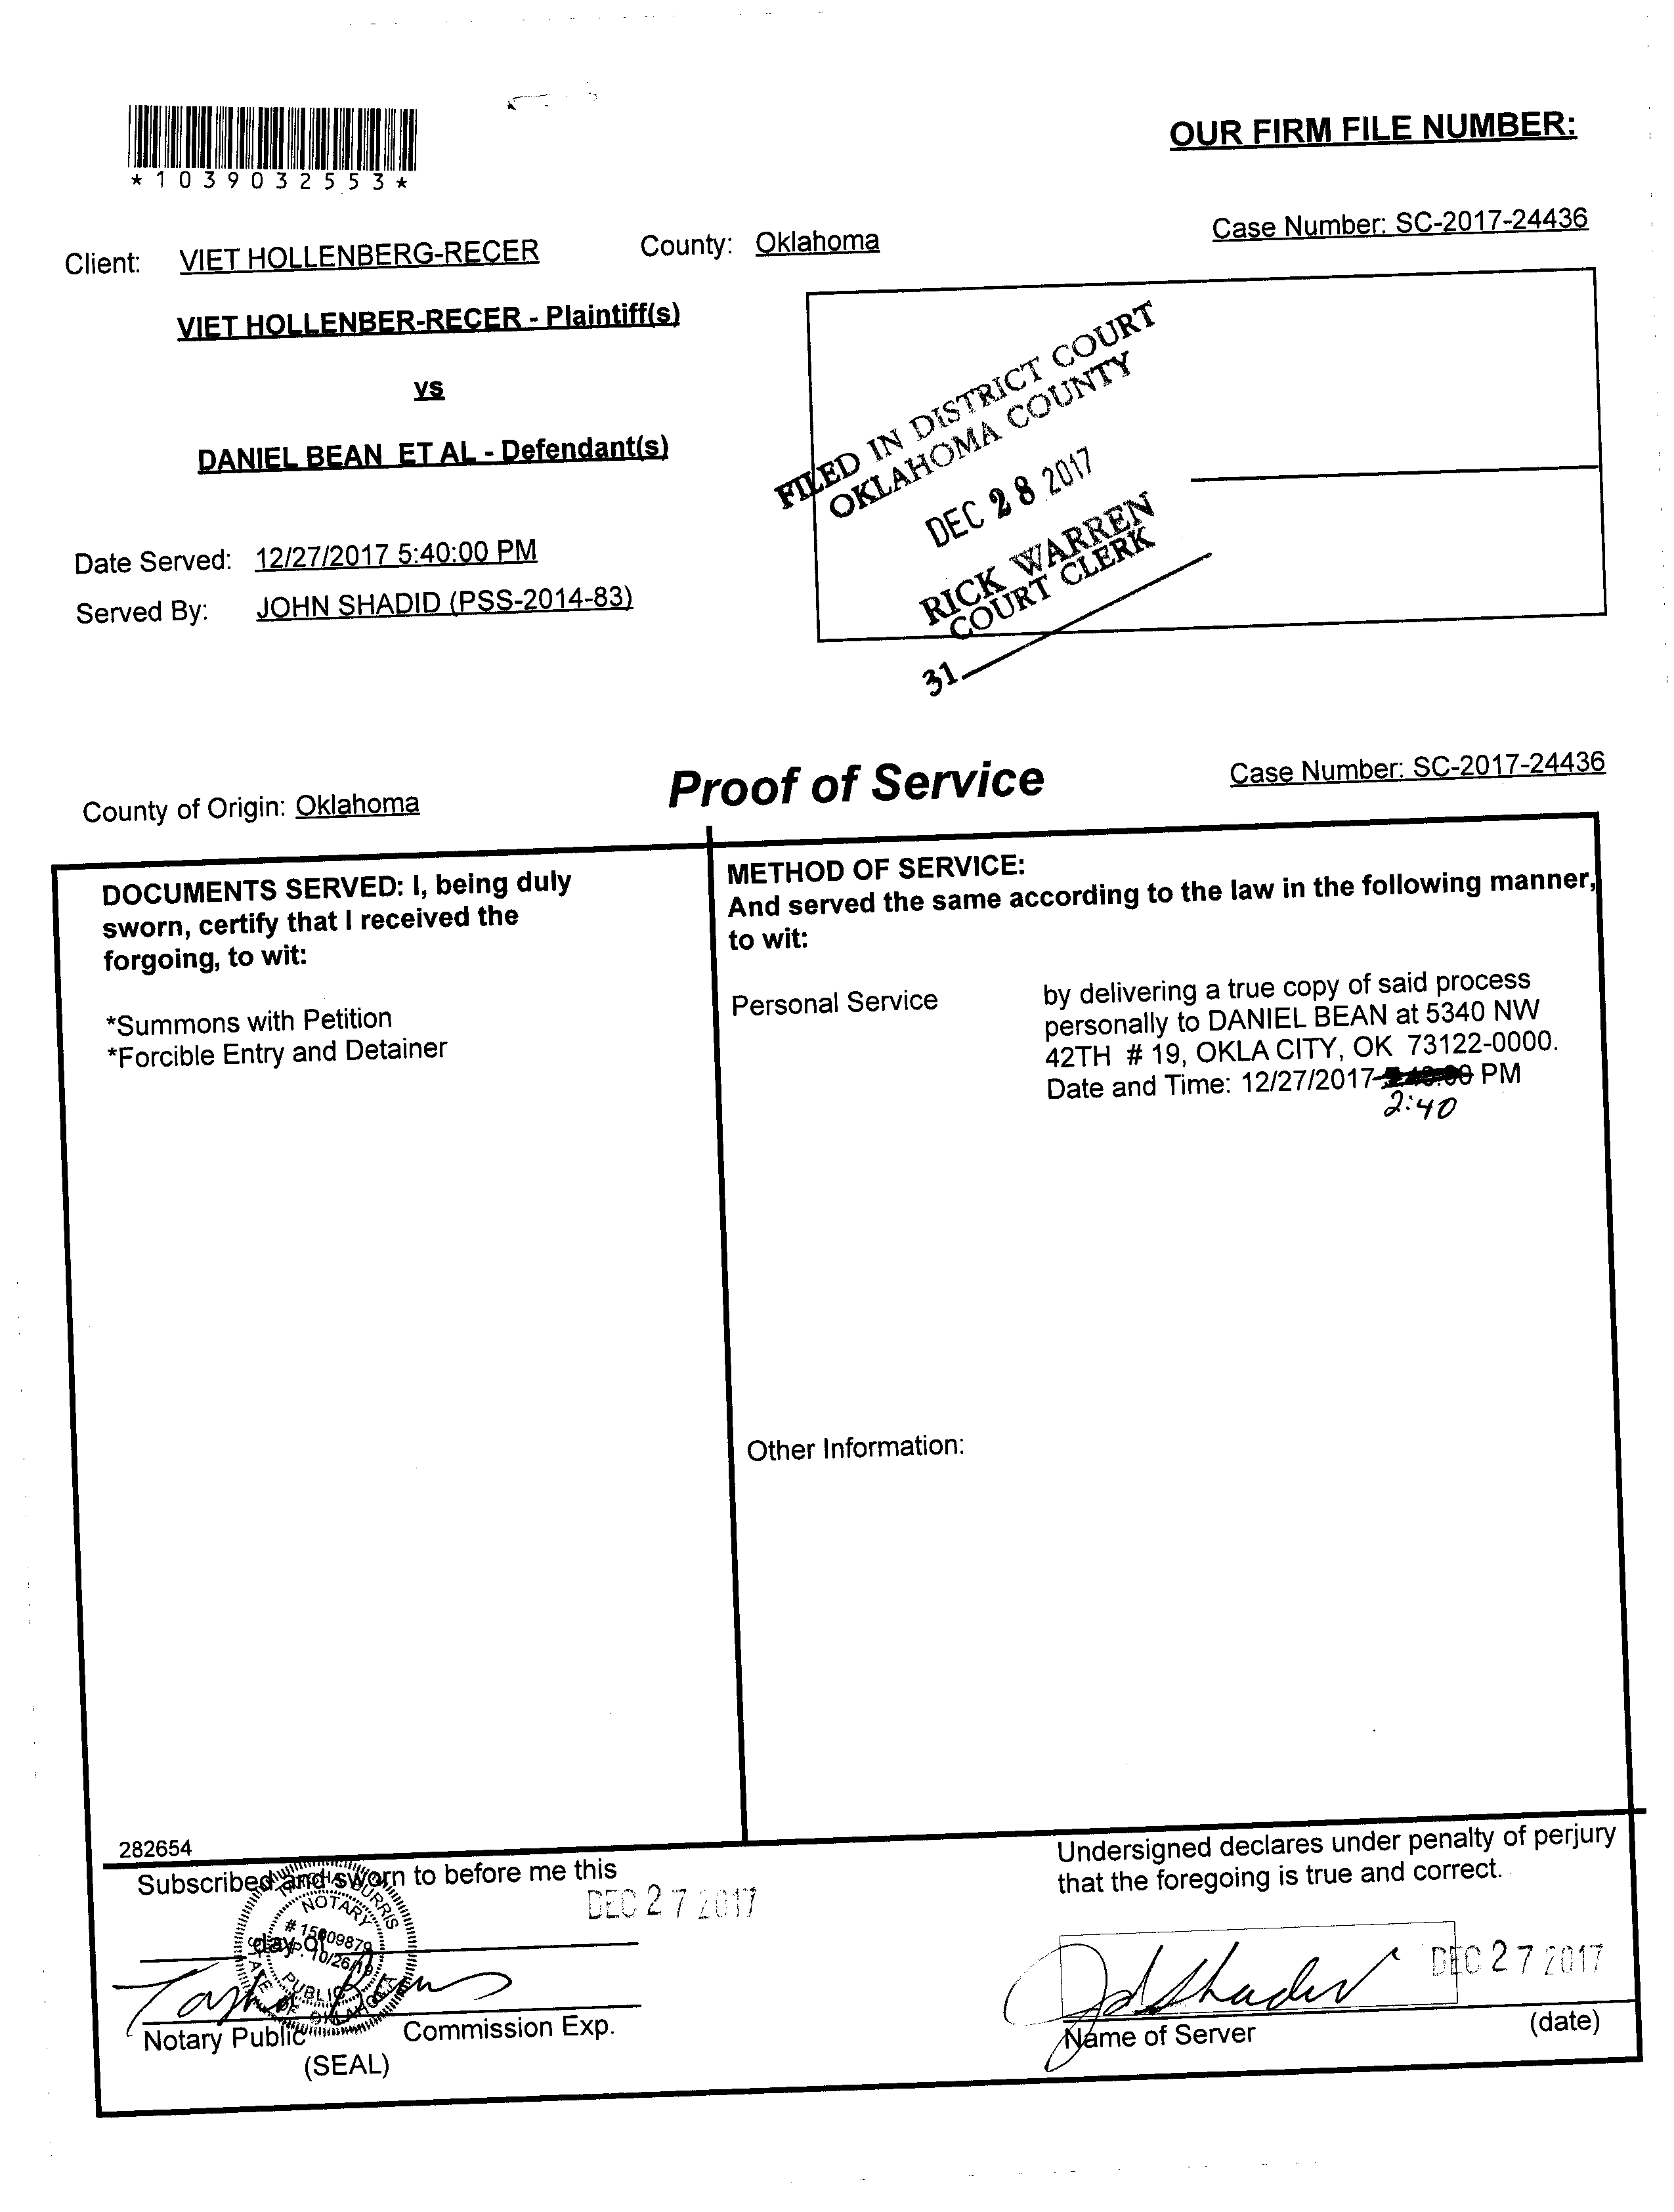 OUR FIRM FILE NUMBER:
*1039032553*
Case Number: SC-2017-24436
Client: VIET HOLLENBERG-RECER County: Oklahoma
VIET HOLLENBER-RECER - Plaintiff(s)
vs
DANIEL BEAN ET AL - Defendant(s)
FILED IN DISTRICT COURT
OKLAHOMA COUNTY
DEC 28 2017
RICK WARREN
COURT CLERK
31
Date Served: 12/27/2017 5:40:00 PM
Served By: JOHN SHADID (PSS-2014-83)
County of Origin: Oklahoma
Proof of Service
Case Number: SC-2017-24436
DOCUMENTS SERVED: I, being duly
sworn, certify that I received the
forgoing, to wit:
*Summons with Petition
*Forcible Entry and Detainer
METHOD OF SERVICE:
And served the same according to the law in the following manner,
to wit:
Personal Service
by delivering a true copy of said process
personally to DANIEL BEAN at 5340 NW
42TH # 19, OKLA CITY, OK 73122-0000.
Date and Time: 12/27/2017 PM
2:40
Other Information:
282654
Subscribed and sworn to before me this
DEC 27 2017
day of
BURRIS
NOTARY
# 15009879
EXP. 10/26/19
PUBLIC
STATE OF OKLAHOMA
Notary Public Commission Exp.
(SEAL)
Undersigned declares under penalty of perjury
that the foregoing is true and correct.
DEC 27 2017
Name of Server (date)